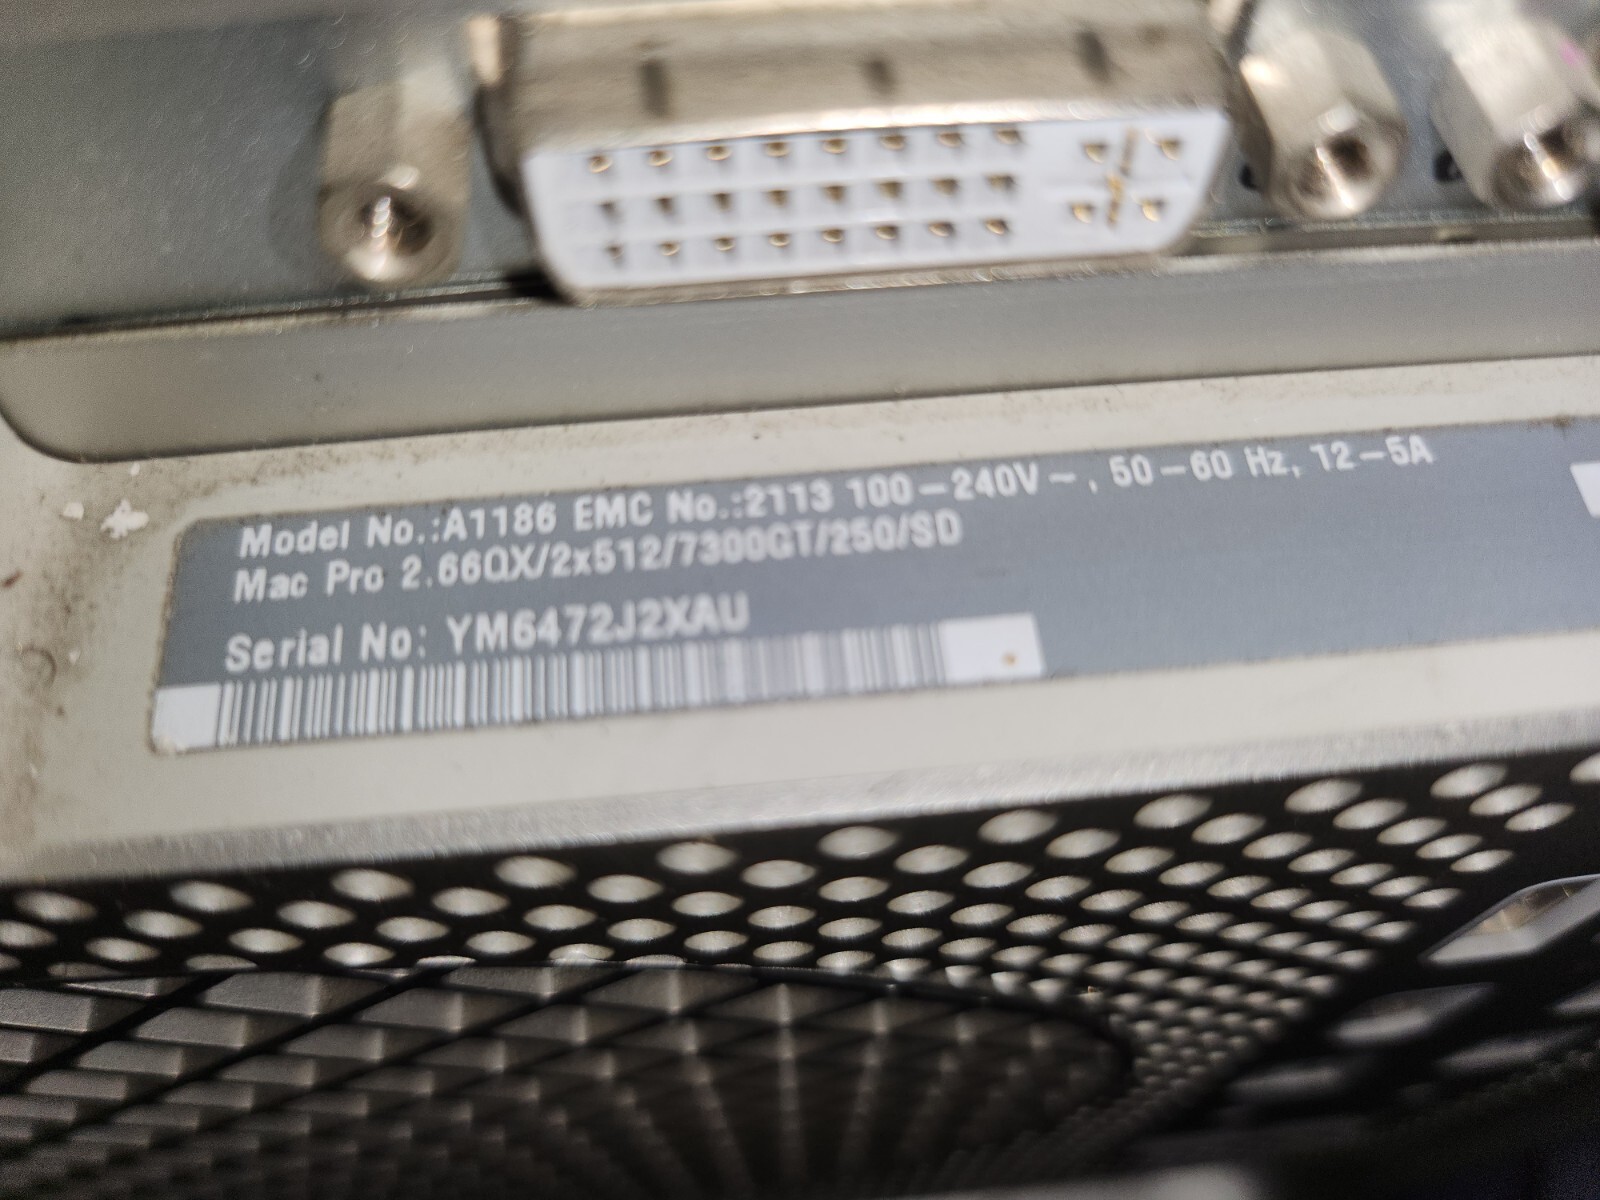 Model No.:A1186 EMC No.:2113 100-240V~, 50-60 Hz, 12-5A
Mac Pro 2.66QX/2x512/7300GT/250/SD
Serial No: YM6472J2XAU